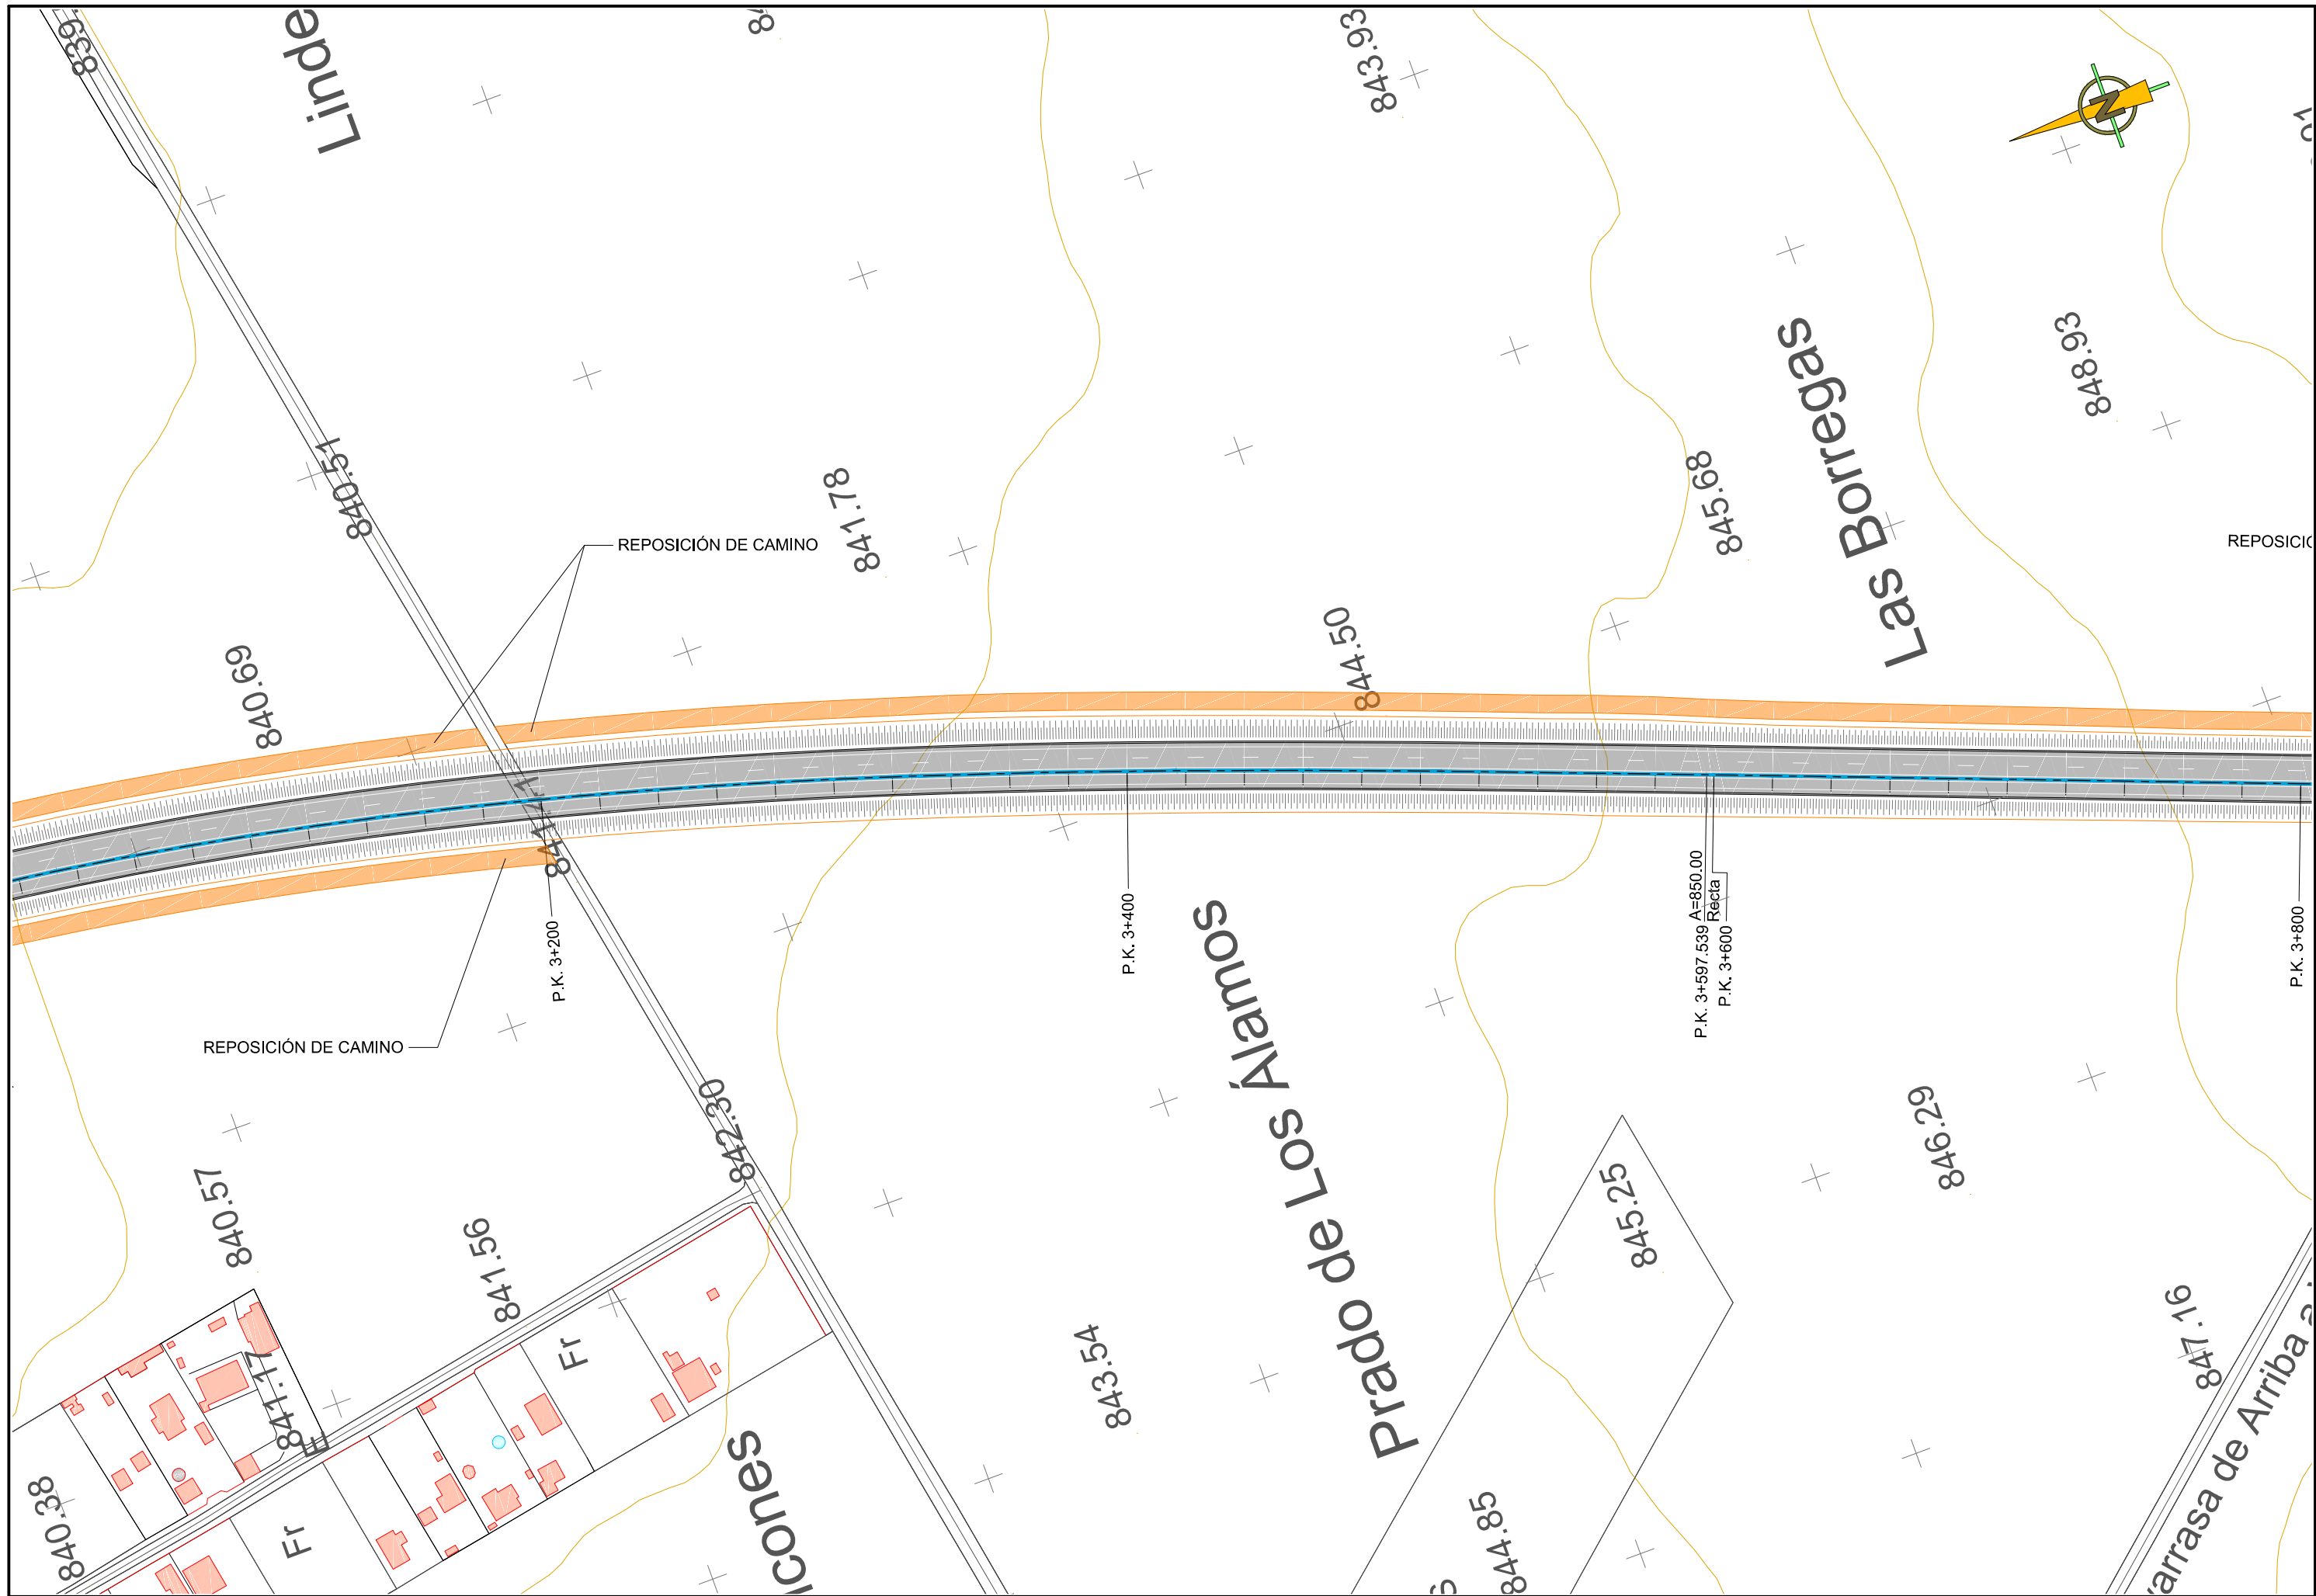 Linde
843.93
N
840.51
REPOSICIÓN DE CAMINO
841.78
845.68
Las Borregas
848.93
840.69
844.50
P.K. 3+200
P.K. 3+400
P.K. 3+597.539 A=850.00
Recta
P.K. 3+600
P.K. 3+800
REPOSICIÓN DE CAMINO
842.30
Prado de Los Álamos
840.57
841.56
845.25
846.29
841.17
E
Fr
843.54
847.16
arrasa de Arriba a
840.38
Fr
icones
844.85